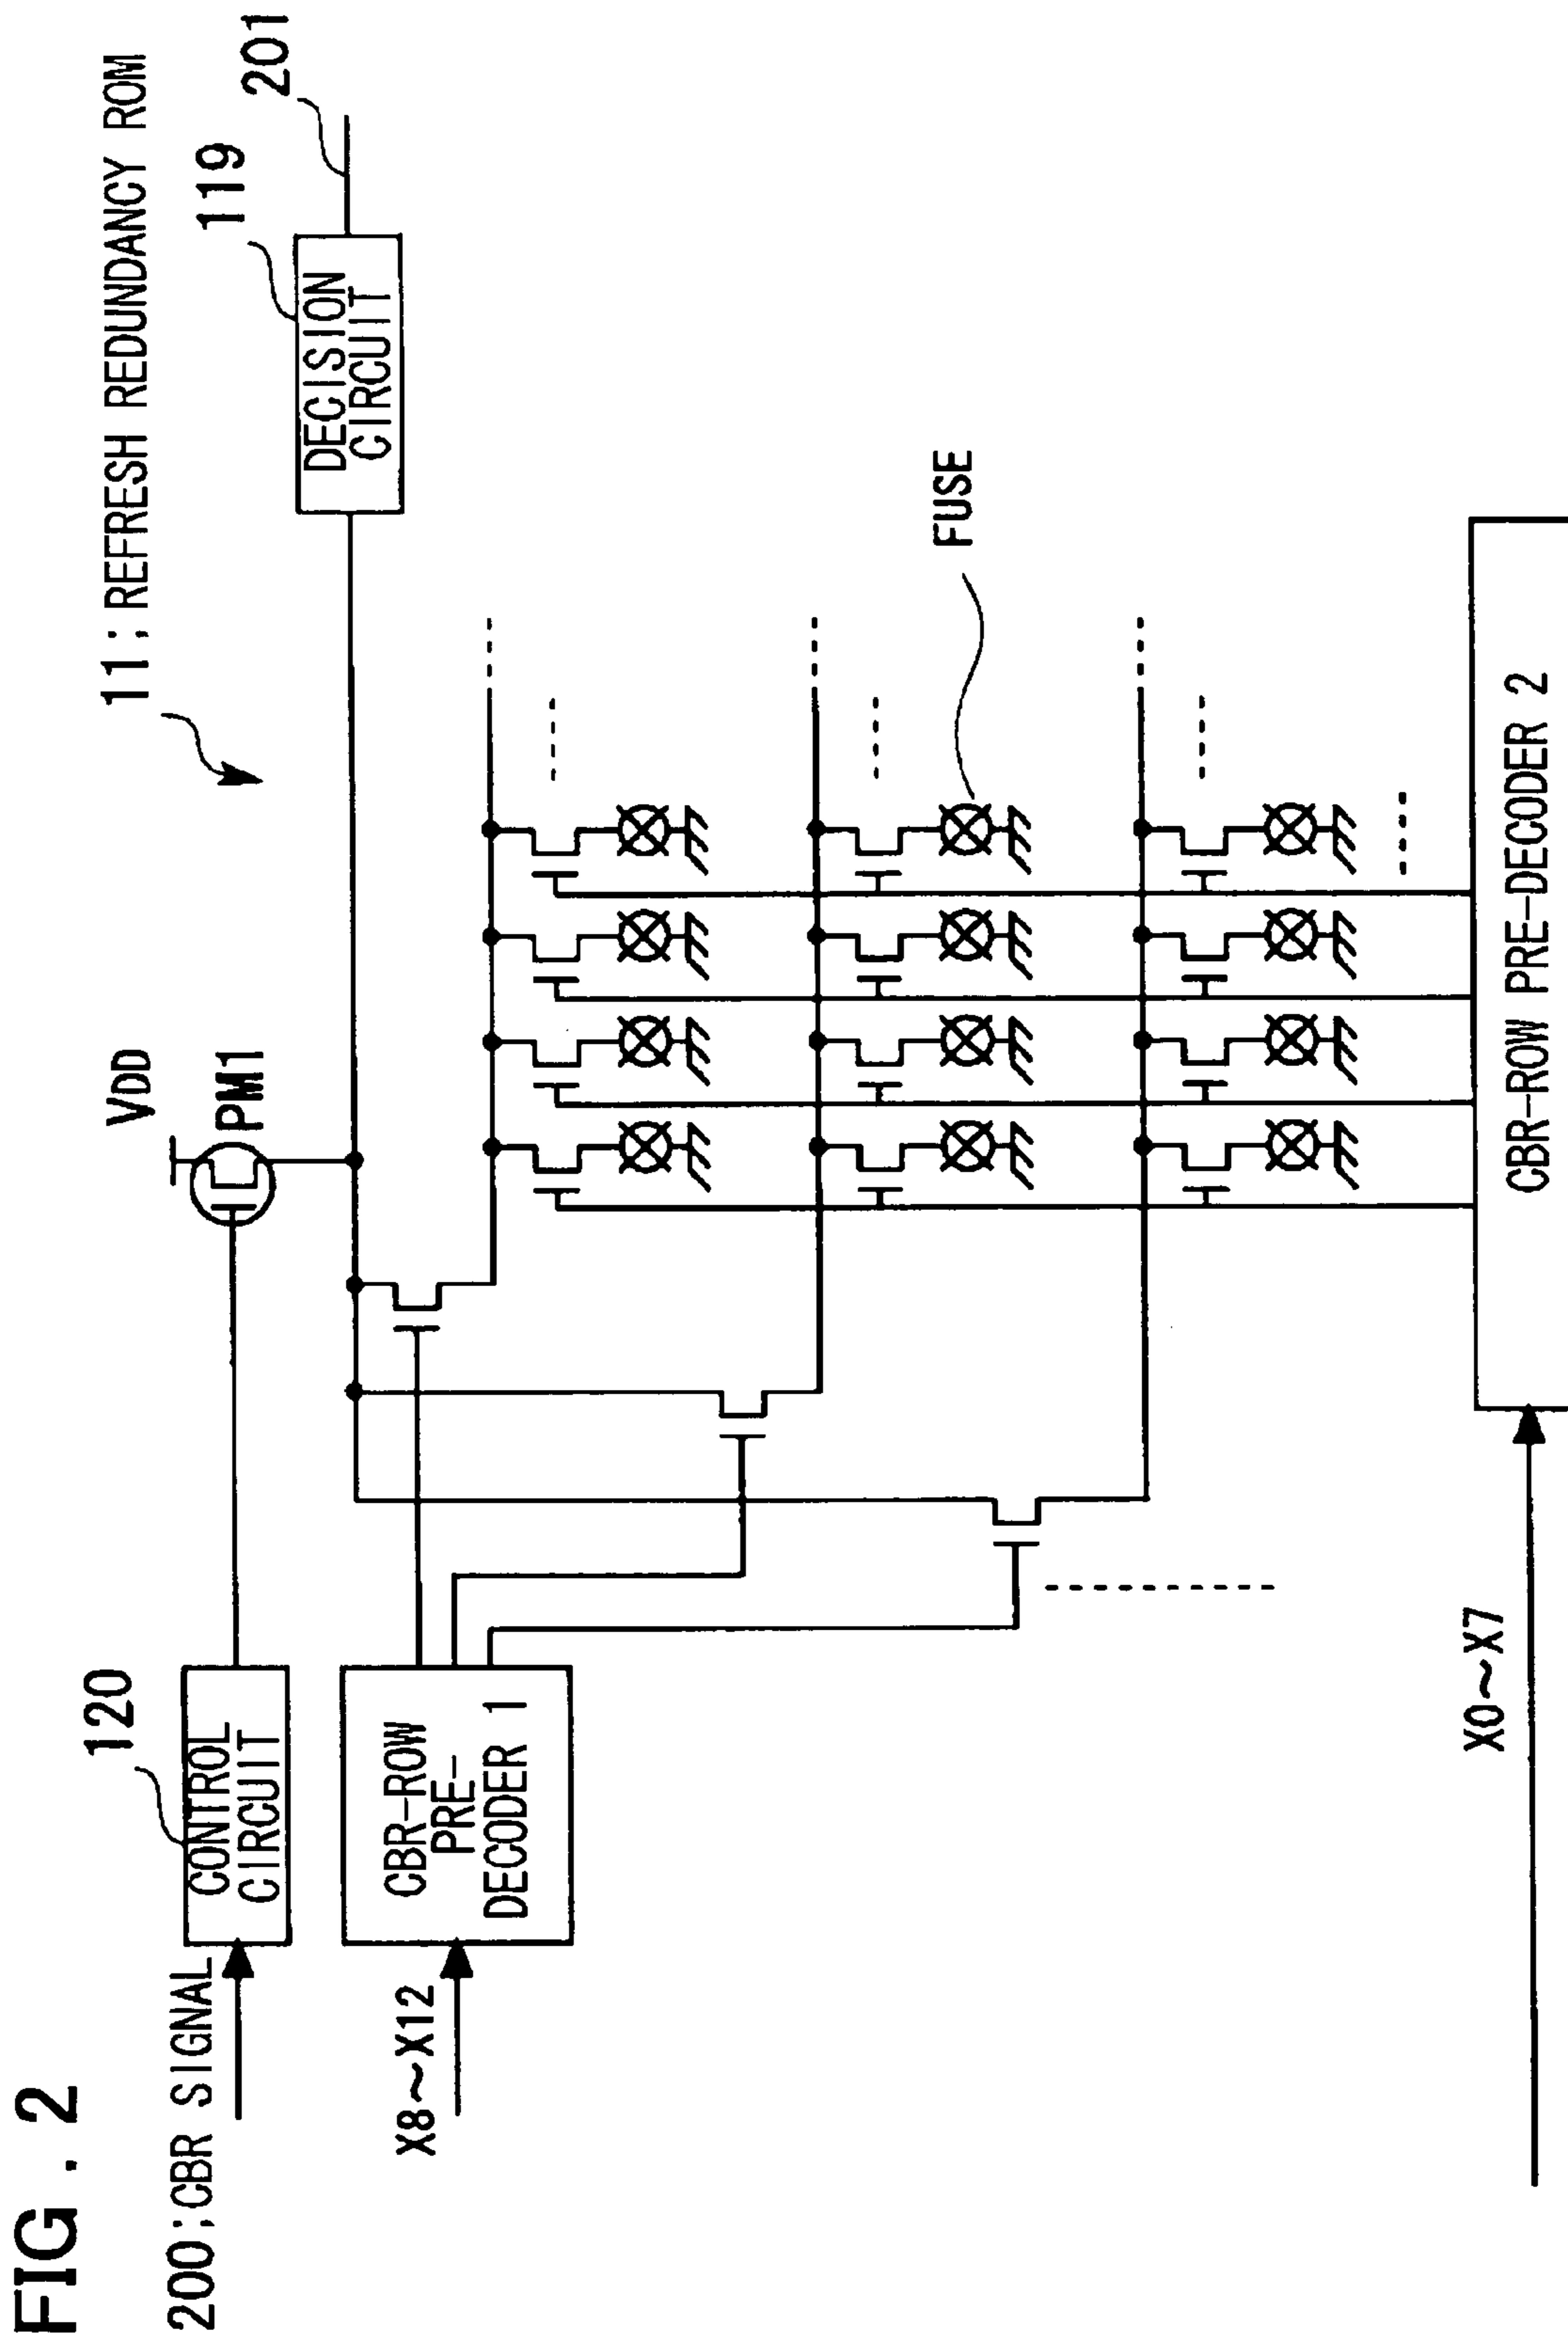 FIG. 2
11;REFRESH REDUNDANCY ROM
200;CBR SIGNAL
120
CONTROL
CIRCUIT
VDD
PM1
119
201
DECISION
CIRCUIT
X8~X12
CBR-ROW
PRE-
DECODER 1
FUSE
X0~X7
CBR-ROW PRE-DECODER 2